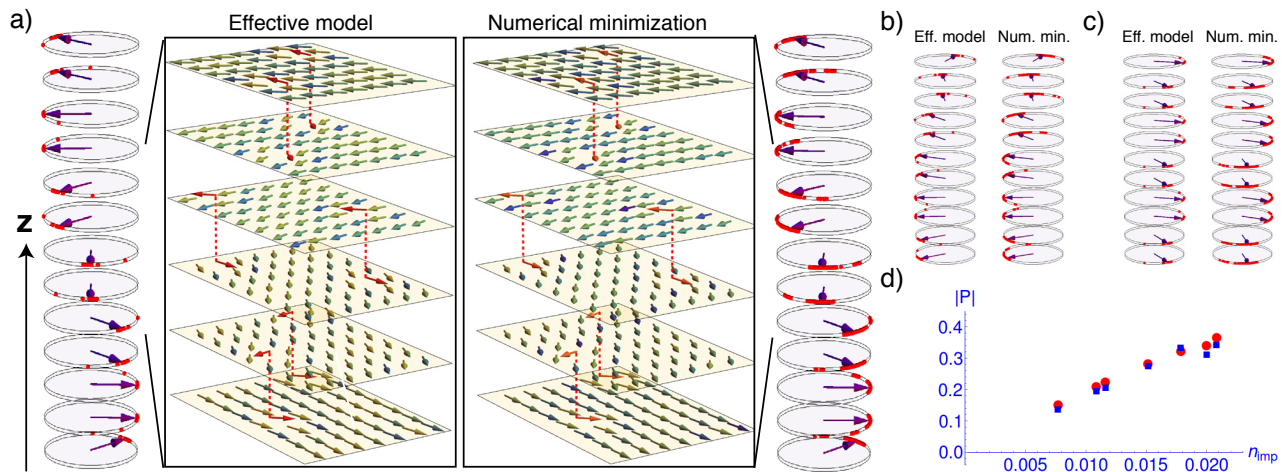 a)
Effective model
Numerical minimization
z
b)
Eff. model Num. min.
c)
Eff. model Num. min.
d)
|P|
0.4
0.3
0.2
0.1
0.0
0.005 0.010 0.015 0.020
n_imp